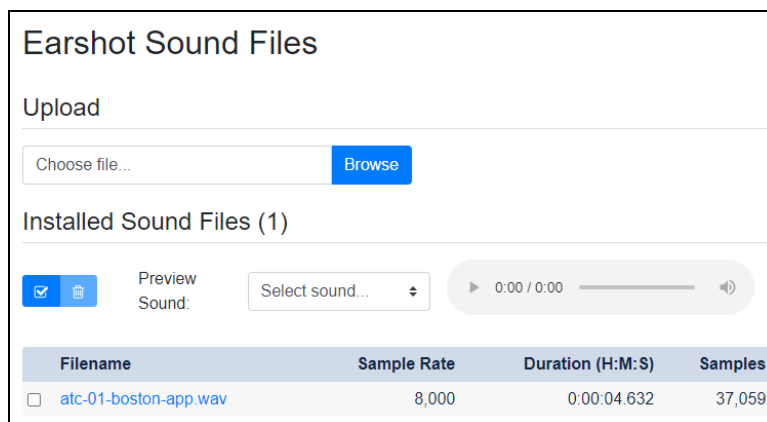 Earshot Sound Files
Upload
Choose file...
Browse
Installed Sound Files (1)
Preview Sound:
Select sound...
0:00 / 0:00
Filename Sample Rate Duration (H:M:S) Samples
atc-01-boston-app.wav 8,000 0:00:04.632 37,059